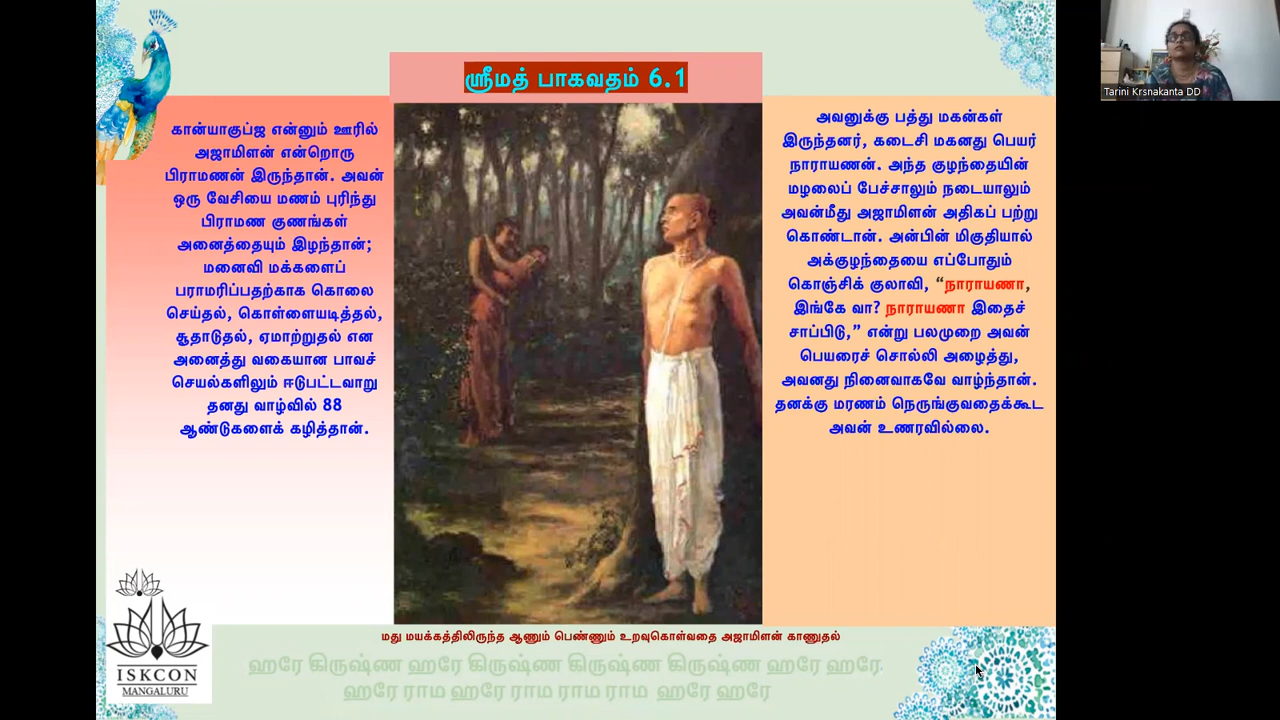 ஸ்ரீமத் பாகவதம் 6.1
கான்யாகுப்ஜ என்னும் ஊரில்
அஜாமிளன் என்றொரு
பிராமணன் இருந்தான். அவன்
ஒரு வேசியை மணம் புரிந்து
பிராமண குணங்கள்
அனைத்தையும் இழந்தான்;
மனைவி மக்களைப்
பராமரிப்பதற்காக கொலை
செய்தல், கொள்ளையடித்தல்,
சூதாடுதல், ஏமாற்றுதல் என
அனைத்து வகையான பாவச்
செயல்களிலும் ஈடுபட்டவாறு
தனது வாழ்வில் 88
ஆண்டுகளைக் கழித்தான்.
அவனுக்கு பத்து மகன்கள்
இருந்தனர், கடைசி மகனது பெயர்
நாராயணன். அந்த குழந்தையின்
மழலைப் பேச்சாலும் நடையாலும்
அவன்மீது அஜாமிளன் அதிகப் பற்று
கொண்டான். அன்பின் மிகுதியால்
அக்குழந்தையை எப்போதும்
கொஞ்சிக் குலாவி, “நாராயணா,
இங்கே வா? நாராயணா இதைச்
சாப்பிடு,” என்று பலமுறை அவன்
பெயரைச் சொல்லி அழைத்து,
அவனது நினைவாகவே வாழ்ந்தான்.
தனக்கு மரணம் நெருங்குவதைக்கூட
அவன் உணரவில்லை.
மது மயக்கத்திலிருந்த ஆணும் பெண்ணும் உறவுகொள்வதை அஜாமிளன் காணுதல்
ஹரே கிருஷ்ண ஹரே கிருஷ்ண கிருஷ்ண கிருஷ்ண ஹரே ஹரே
ஹரே ராம ஹரே ராம ராம ராம ஹரே ஹரே
ISKCON
MANGALURU
Tarini Krsnakanta DD